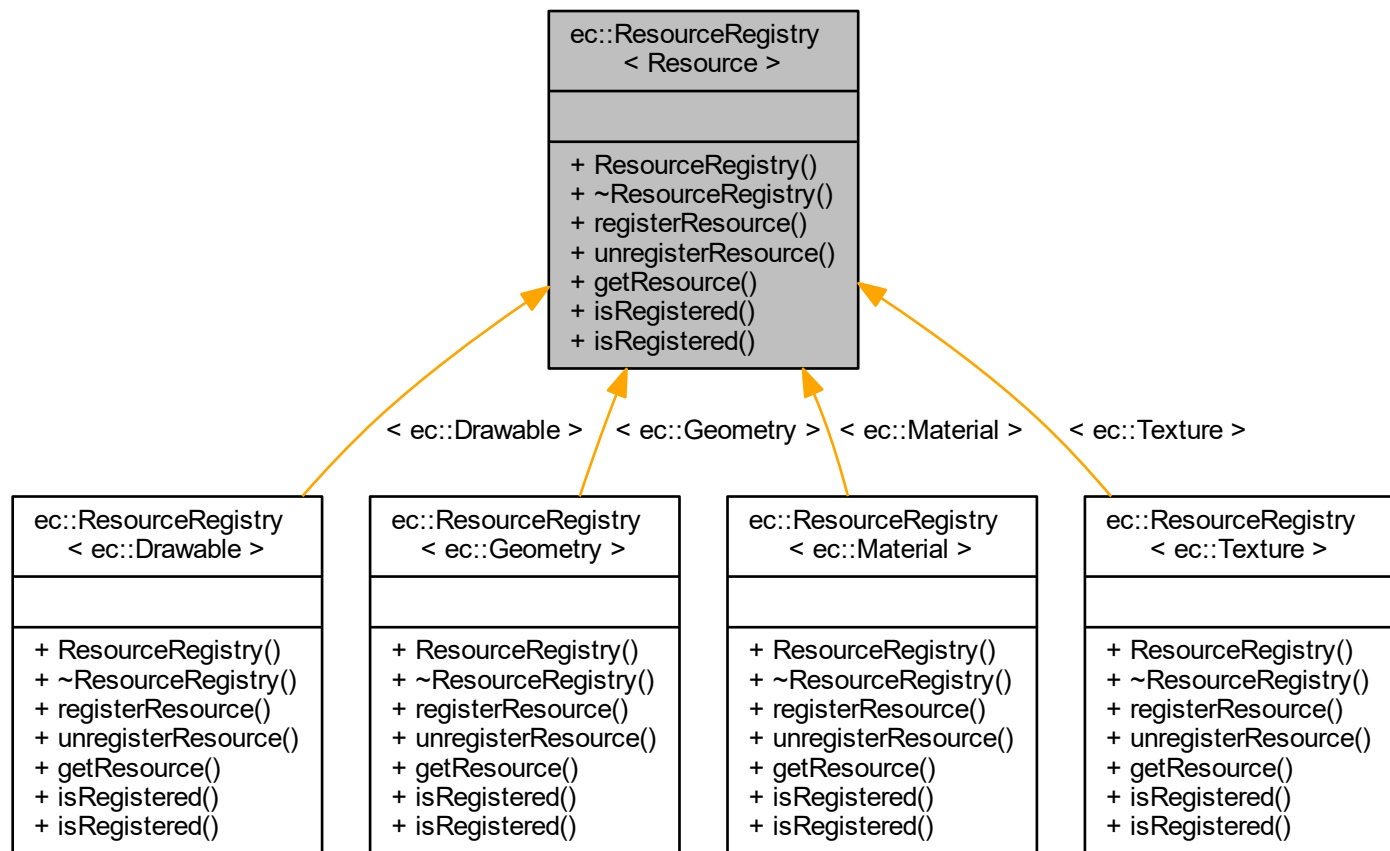 ec::ResourceRegistry
< Resource >
+ ResourceRegistry()
+ ~ResourceRegistry()
+ registerResource()
+ unregisterResource()
+ getResource()
+ isRegistered()
+ isRegistered()
< ec::Drawable >
< ec::Geometry >
< ec::Material >
< ec::Texture >
ec::ResourceRegistry
< ec::Drawable >
+ ResourceRegistry()
+ ~ResourceRegistry()
+ registerResource()
+ unregisterResource()
+ getResource()
+ isRegistered()
+ isRegistered()
ec::ResourceRegistry
< ec::Geometry >
+ ResourceRegistry()
+ ~ResourceRegistry()
+ registerResource()
+ unregisterResource()
+ getResource()
+ isRegistered()
+ isRegistered()
ec::ResourceRegistry
< ec::Material >
+ ResourceRegistry()
+ ~ResourceRegistry()
+ registerResource()
+ unregisterResource()
+ getResource()
+ isRegistered()
+ isRegistered()
ec::ResourceRegistry
< ec::Texture >
+ ResourceRegistry()
+ ~ResourceRegistry()
+ registerResource()
+ unregisterResource()
+ getResource()
+ isRegistered()
+ isRegistered()